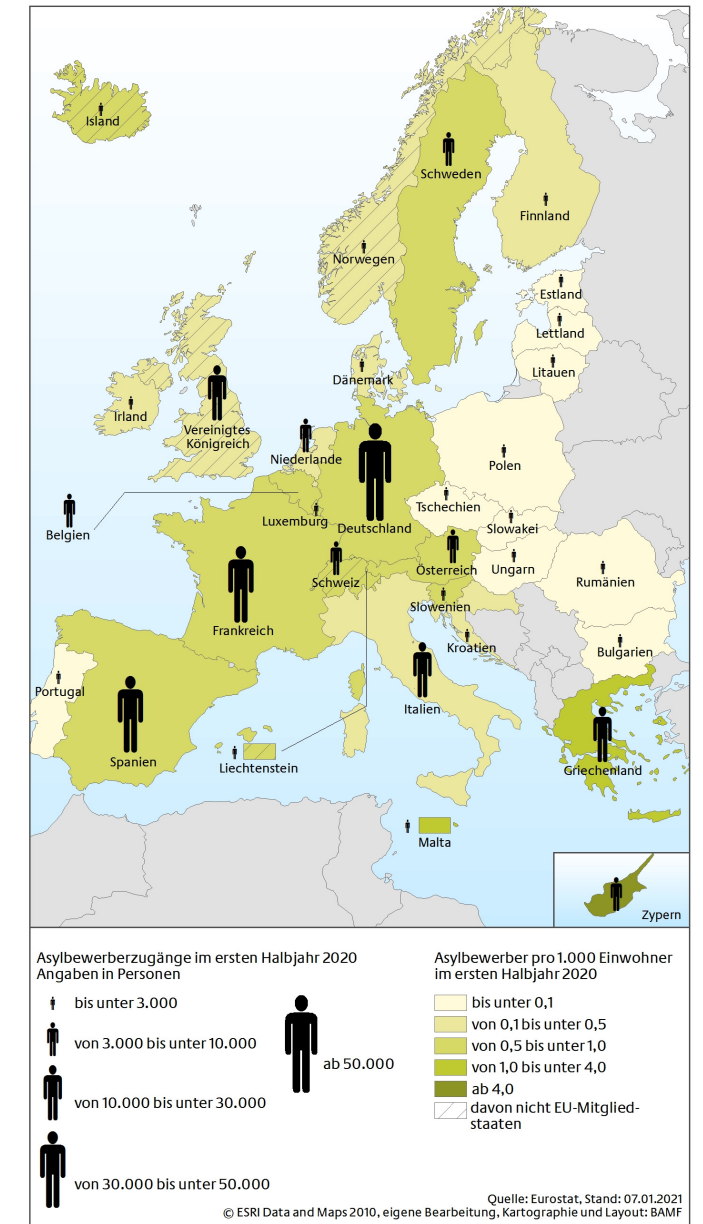 Island
Schweden
Finnland
Norwegen
Estland
Lettland
Litauen
Dänemark
Irland
Vereinigtes
Königreich
Niederlande
Polen
Belgien
Luxemburg
Deutschland
Tschechien
Slowakei
Schweiz
Österreich
Ungarn
Rumänien
Slowenien
Frankreich
Kroatien
Bulgarien
Portugal
Italien
Spanien
Liechtenstein
Griechenland
Malta
Zypern
Asylbewerberzugänge im ersten Halbjahr 2020
Angaben in Personen
bis unter 3.000
von 3.000 bis unter 10.000
von 10.000 bis unter 30.000
von 30.000 bis unter 50.000
ab 50.000
Asylbewerber pro 1.000 Einwohner
im ersten Halbjahr 2020
bis unter 0,1
von 0,1 bis unter 0,5
von 0,5 bis unter 1,0
von 1,0 bis unter 4,0
ab 4,0
davon nicht EU-Mitglied-
staaten
Quelle: Eurostat, Stand: 07.01.2021
© ESRI Data and Maps 2010, eigene Bearbeitung, Kartographie und Layout: BAMF